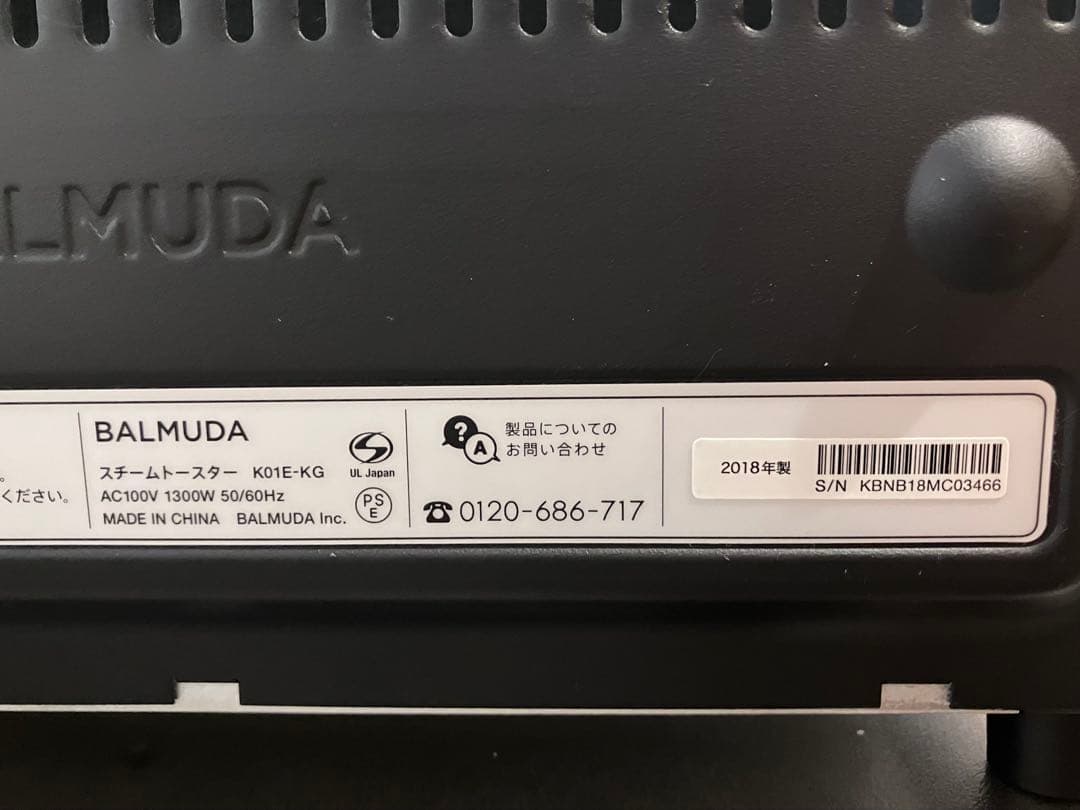 ALMUDA
。
ください。
BALMUDA
スチームトースター K01E-KG
AC100V 1300W 50/60Hz
MADE IN CHINA BALMUDA Inc.
UL Japan
PS
E
?
A
製品についての
お問い合わせ
0120-686-717
2018年製
S/N KBNB18MC03466